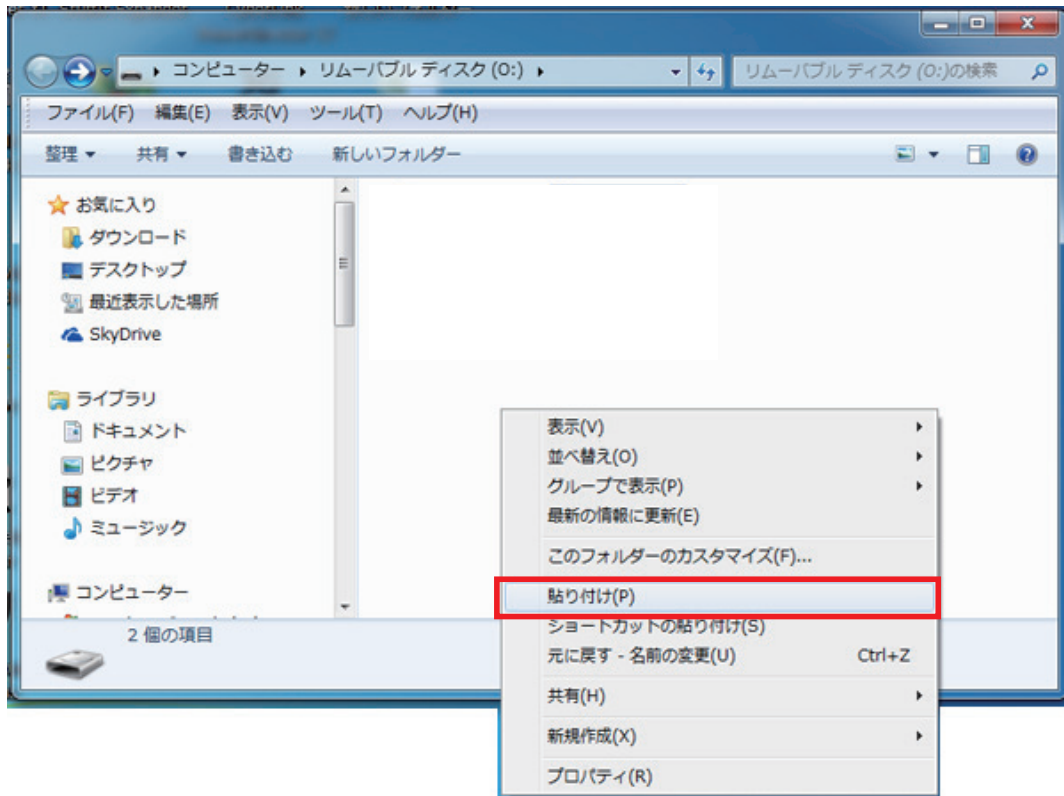 コンピューター ▸ リムーバブル ディスク (O:) ▸
リムーバブル ディスク (O:)の検索
ファイル(F) 編集(E) 表示(V) ツール(T) ヘルプ(H)
整理 ▼ 共有 ▼ 書き込む 新しいフォルダー
お気に入り
ダウンロード
デスクトップ
最近表示した場所
SkyDrive
ライブラリ
ドキュメント
ピクチャ
ビデオ
ミュージック
コンピューター
2 個の項目
表示(V)
並べ替え(O)
グループで表示(P)
最新の情報に更新(E)
このフォルダーのカスタマイズ(F)...
貼り付け(P)
ショートカットの貼り付け(S)
元に戻す - 名前の変更(U) Ctrl+Z
共有(H)
新規作成(X)
プロパティ(R)